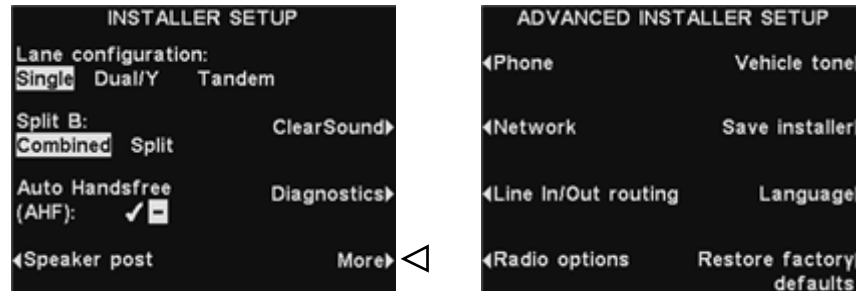 INSTALLER SETUP
Lane configuration:
Single Dual/Y Tandem
Split B:
Combined Split
ClearSound
Auto Handsfree
(AHF):
Diagnostics
Speaker post
More
ADVANCED INSTALLER SETUP
Phone
Vehicle tone
Network
Save installer
Line In/Out routing
Language
Radio options
Restore factory
defaults